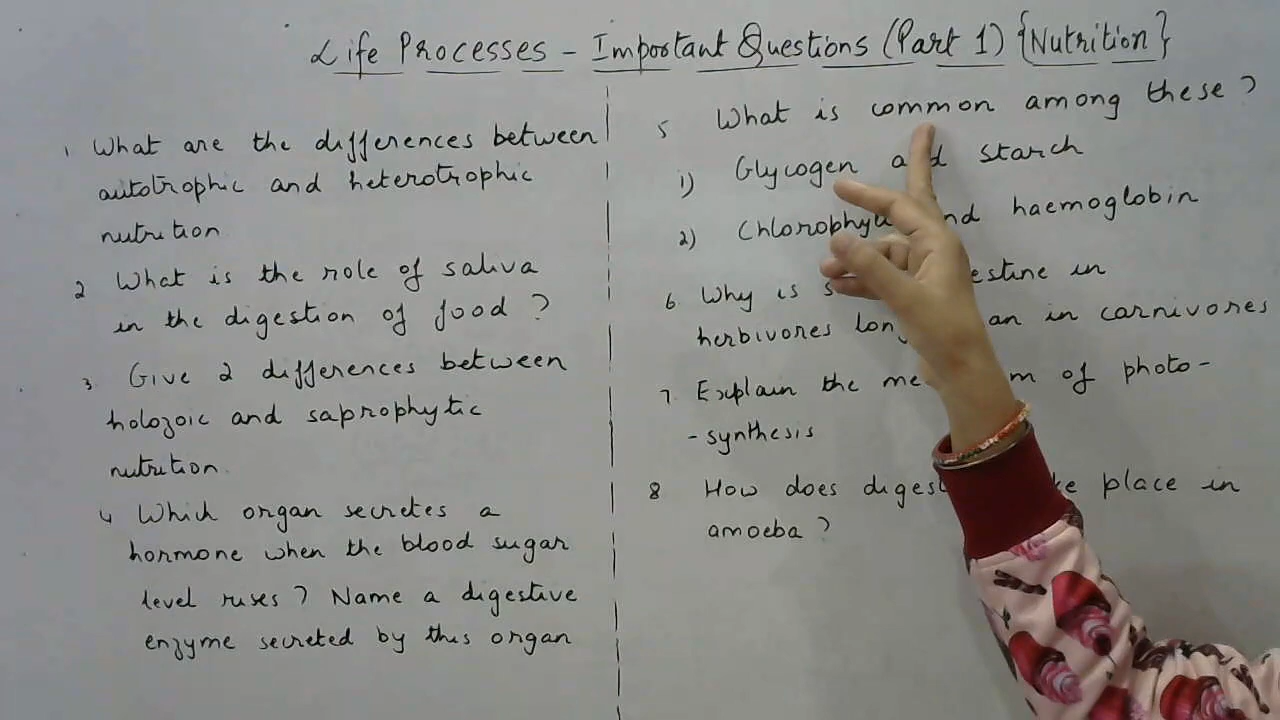 Life Processes - Important Questions (Part 1) {Nutrition}
1 What are the differences between
autotrophic and heterotrophic
nutrition
2 What is the role of saliva
in the digestion of food ?
3 Give 2 differences between
holozoic and saprophytic
nutrition.
4 Which organ secretes a
hormone when the blood sugar
level rises ? Name a digestive
enzyme secreted by this organ
5 What is common among these ?
1) Glycogen and starch
2) Chlorophyll and haemoglobin
6 Why is in
herbivores in carnivores
7. Explain the of photo-
-synthesis
8 How does place in
amoeba ?